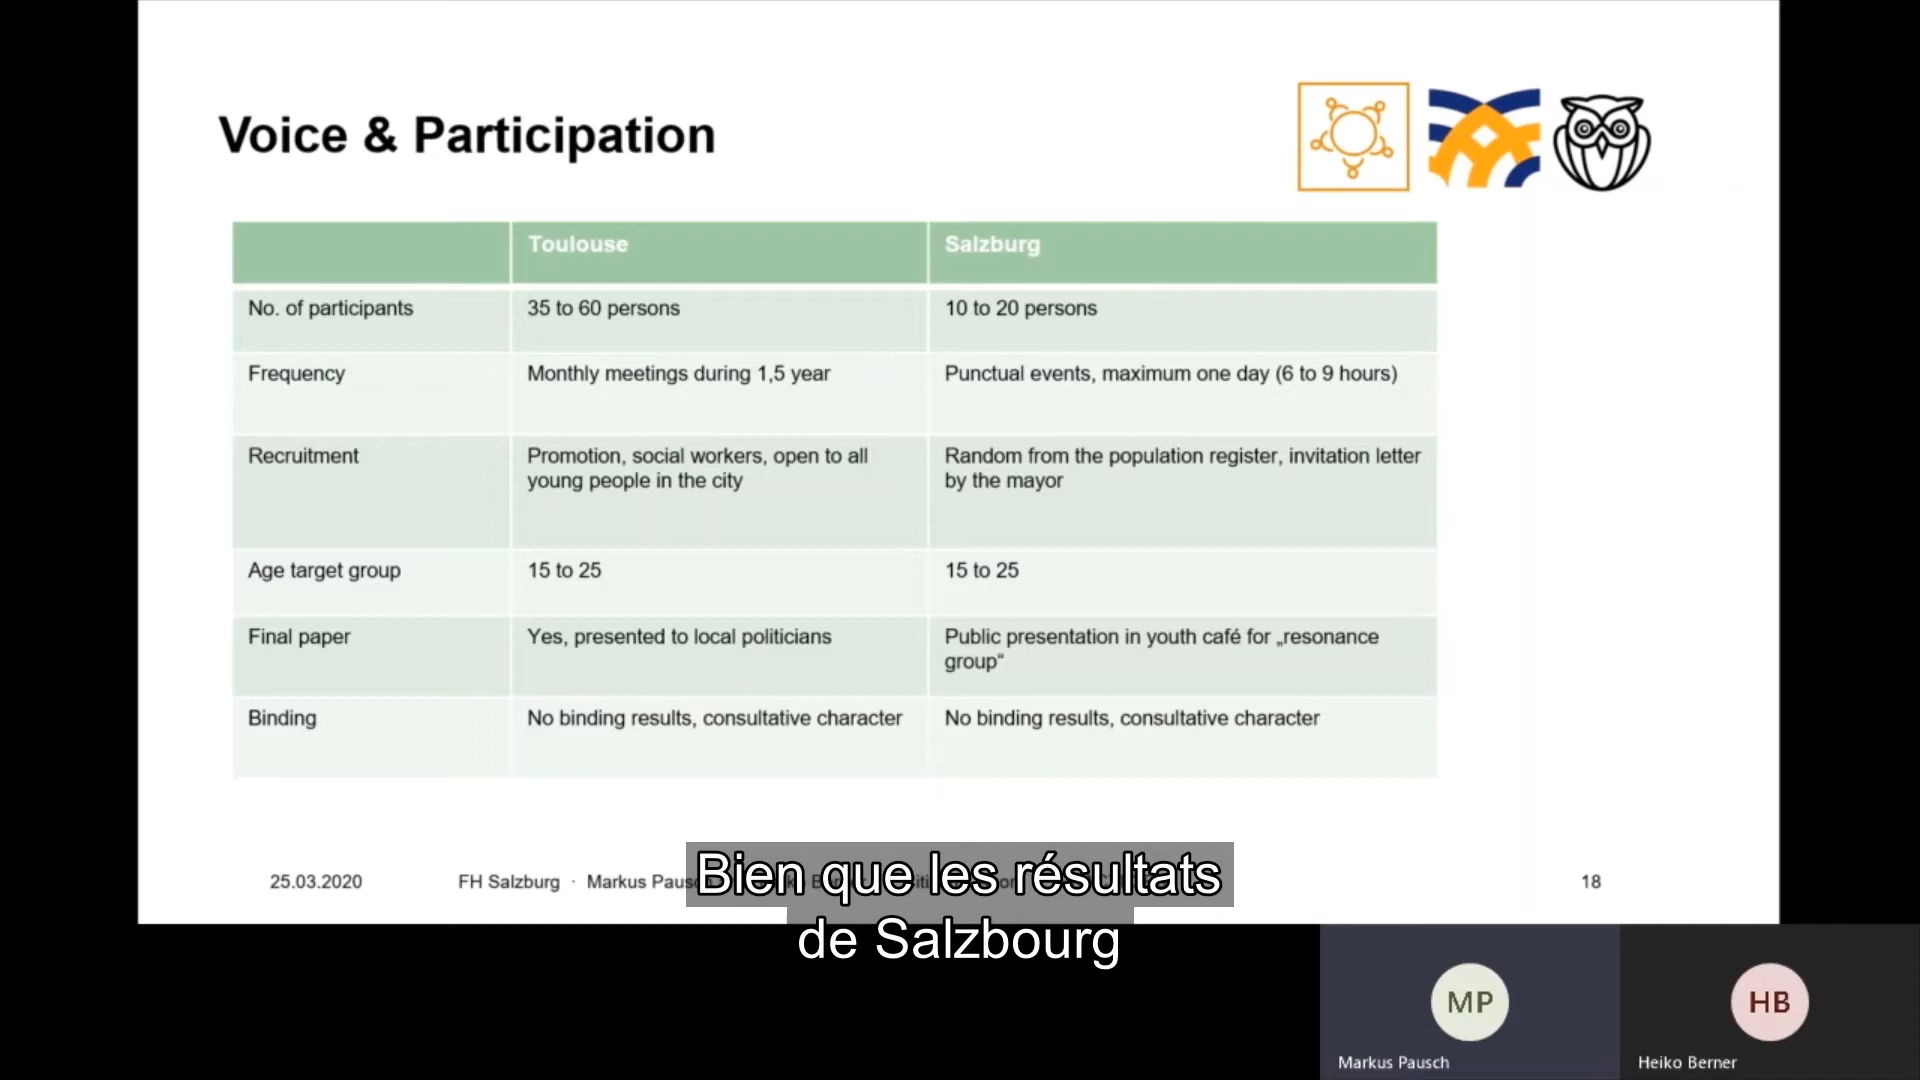 Voice & Participation
Toulouse
Salzburg
No. of participants
35 to 60 persons
10 to 20 persons
Frequency
Monthly meetings during 1,5 year
Punctual events, maximum one day (6 to 9 hours)
Recruitment
Promotion, social workers, open to all
young people in the city
Random from the population register, invitation letter
by the mayor
Age target group
15 to 25
15 to 25
Final paper
Yes, presented to local politicians
Public presentation in youth café for „resonance
group“
Binding
No binding results, consultative character
No binding results, consultative character
25.03.2020
FH Salzburg · Markus Pausch
18
Bien que les résultats
de Salzbourg
MP
Markus Pausch
HB
Heiko Berner